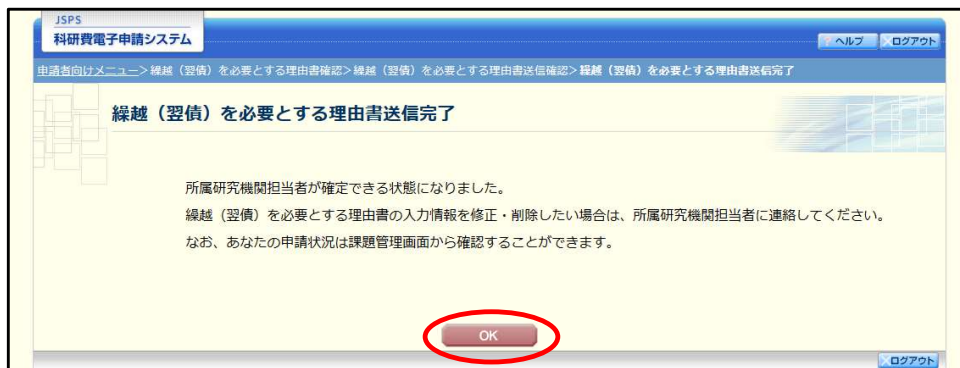 JSPS
科研費電子申請システム
ヘルプ
ログアウト
申請者向けメニュー>繰越（翌債）を必要とする理由書確認>繰越（翌債）を必要とする理由書送信確認>繰越（翌債）を必要とする理由書送信完了
繰越（翌債）を必要とする理由書送信完了
所属研究機関担当者が確定できる状態になりました。
繰越（翌債）を必要とする理由書の入力情報を修正・削除したい場合は、所属研究機関担当者に連絡してください。
なお、あなたの申請状況は課題管理画面から確認することができます。
OK
ログアウト